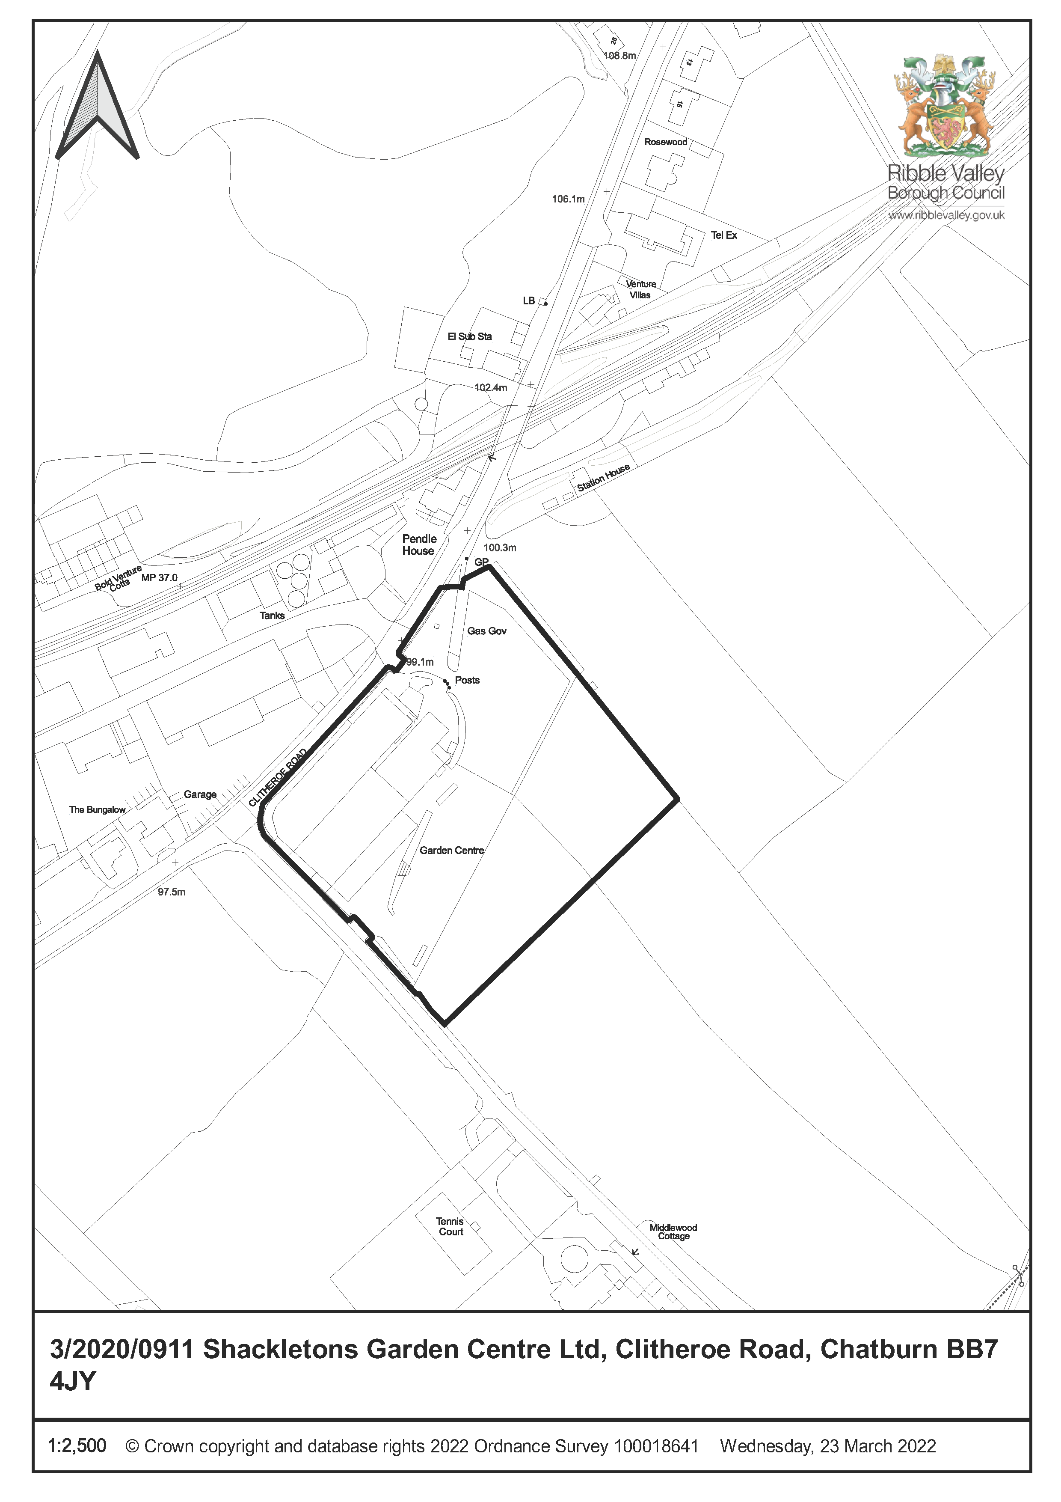 28
108.8m
18
16
Rosewood
Ribble Valley
Borough Council
www.ribblevalley.gov.uk
106.1m
Tel Ex
Venture
Villas
LB
El Sub Sta
102.4m
Station House
Pendle
House
100.3m
GP
Bold Venture
Cotts
MP 37.0
Tanks
Gas Gov
99.1m
Posts
CLITHEROE ROAD
Garage
The Bungalow
Garden Centre
97.5m
Tennis
Court
Middlewood
Cottage
3/2020/0911 Shackletons Garden Centre Ltd, Clitheroe Road, Chatburn BB7
4JY
1:2,500 © Crown copyright and database rights 2022 Ordnance Survey 100018641 Wednesday, 23 March 2022